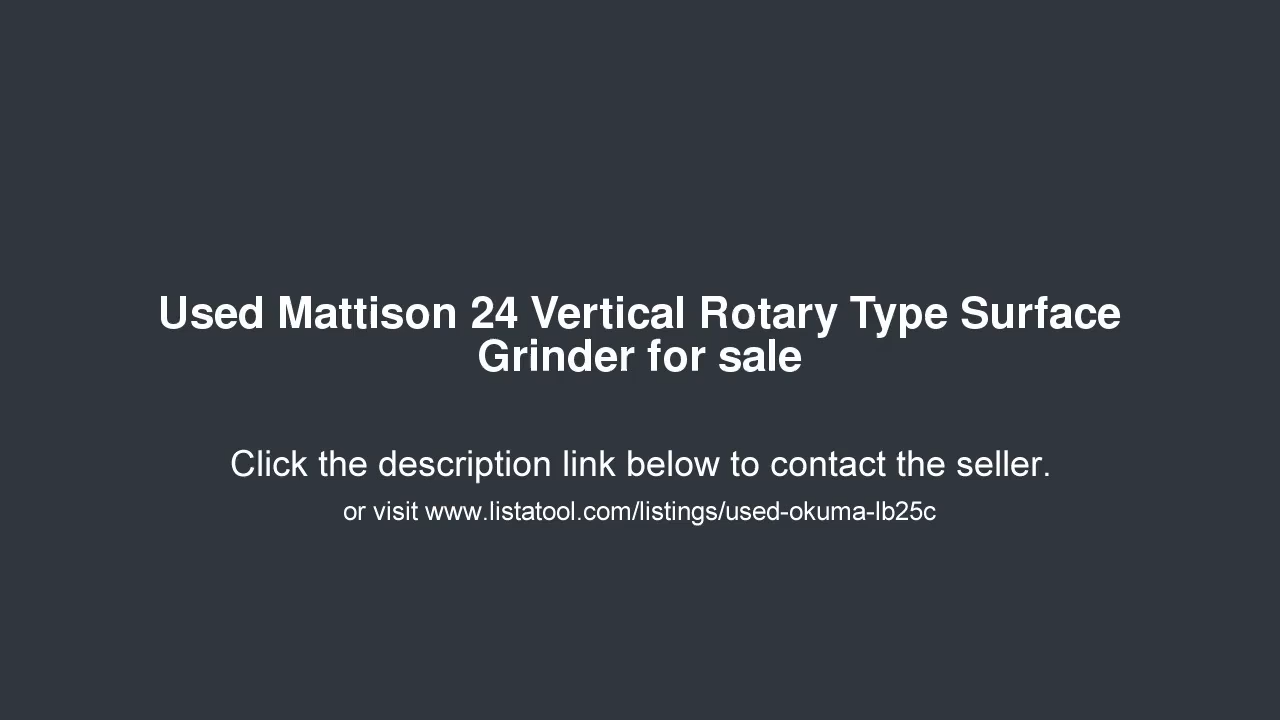 Used Mattison 24 Vertical Rotary Type Surface
Grinder for sale
Click the description link below to contact the seller.
or visit www.listatool.com/listings/used-okuma-lb25c